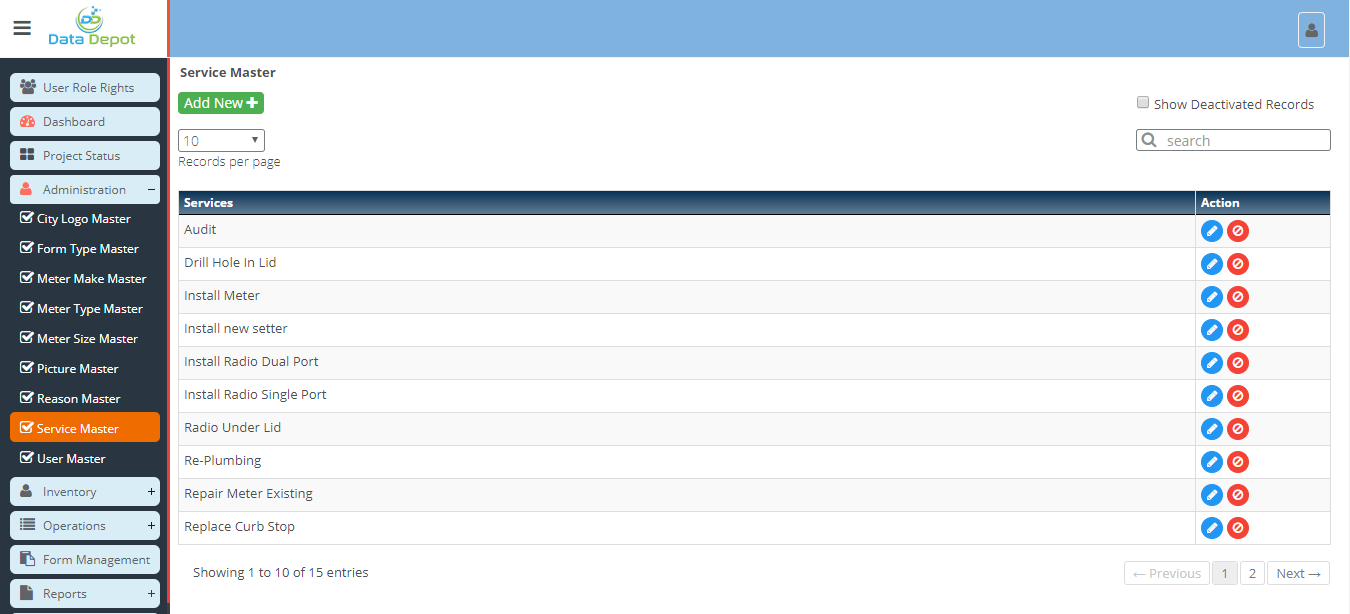 Data Depot
User Role Rights
Dashboard
Project Status
Administration −
City Logo Master
Form Type Master
Meter Make Master
Meter Type Master
Meter Size Master
Picture Master
Reason Master
Service Master
User Master
Inventory +
Operations +
Form Management
Reports +
Service Master
Add New +
Show Deactivated Records
10
Records per page
search
Services Action
Audit
Drill Hole In Lid
Install Meter
Install new setter
Install Radio Dual Port
Install Radio Single Port
Radio Under Lid
Re-Plumbing
Repair Meter Existing
Replace Curb Stop
Showing 1 to 10 of 15 entries
← Previous 1 2 Next →